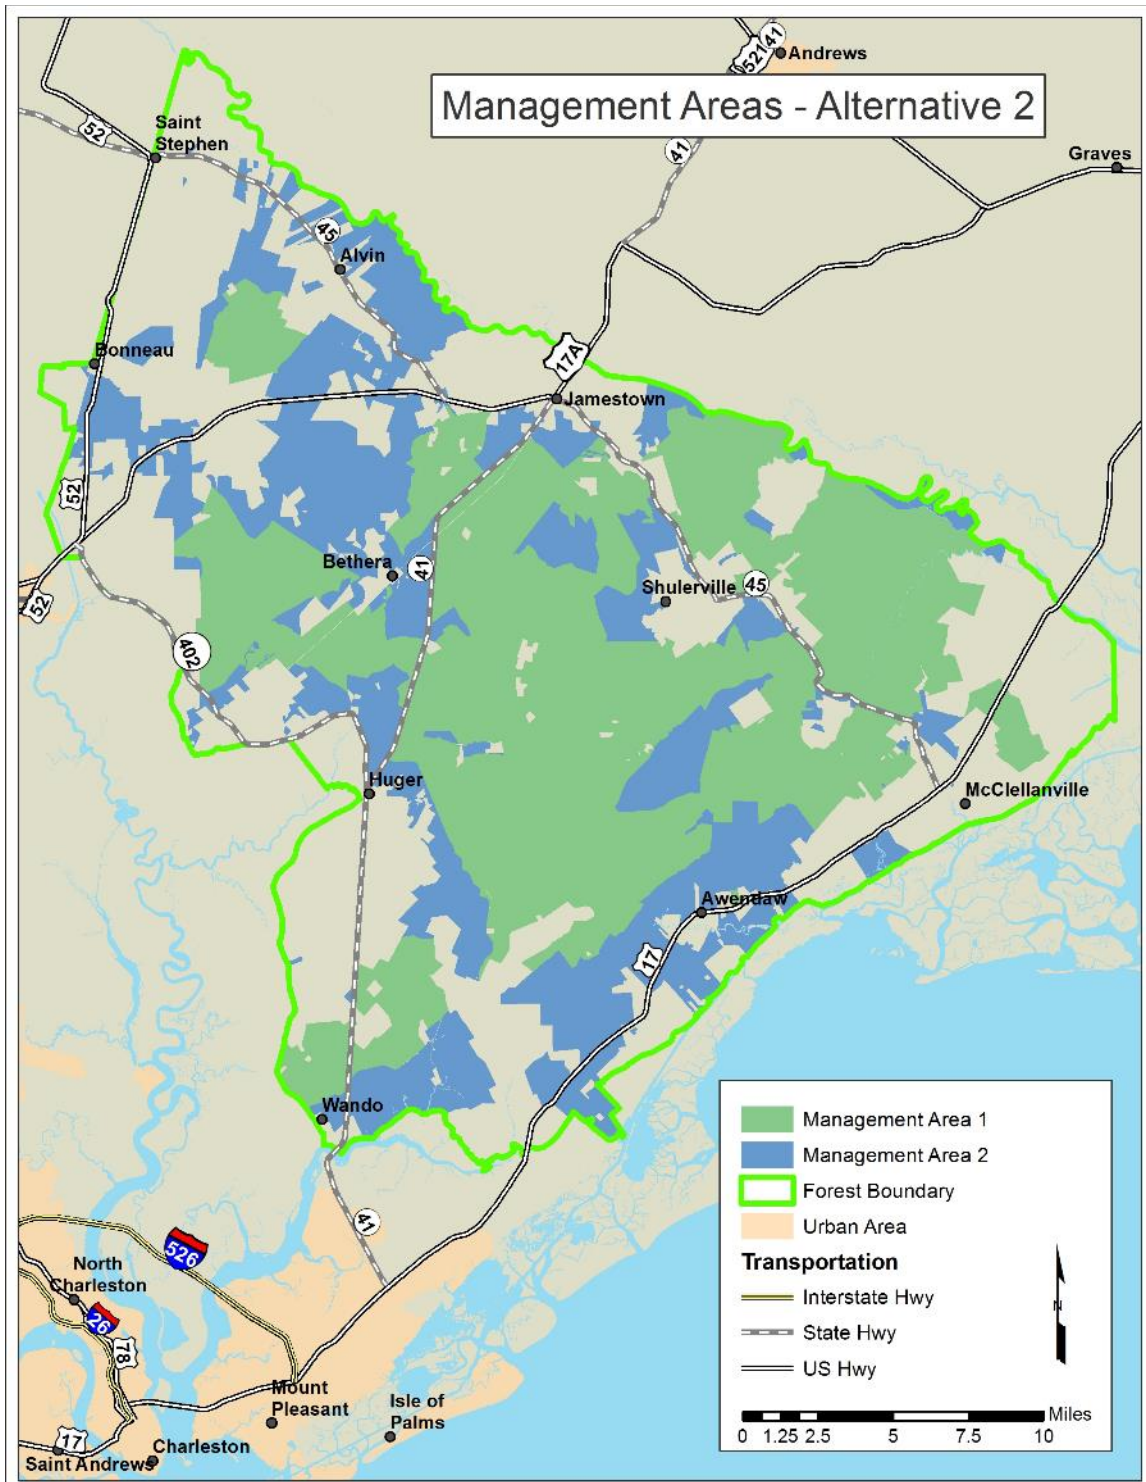 41
521
Andrews
Management Areas - Alternative 2
52
Saint
Stephen
41
Graves
45
Alvin
Bonneau
17A
Jamestown
52
Bethera
41
Shulerville
45
52
402
Huger
McClellanville
Awendaw
17
Wando
41
526
North
Charleston
26
78
Mount
Pleasant
Isle of
Palms
17
Saint Andrews
Charleston
Management Area 1
Management Area 2
Forest Boundary
Urban Area
Transportation
Interstate Hwy
State Hwy
US Hwy
N
Miles
0 1.25 2.5 5 7.5 10